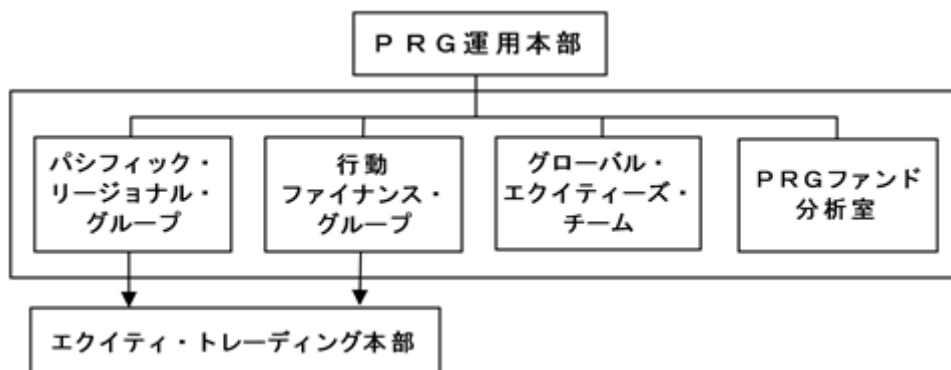 PRG運用本部
パシフィック・
リージョナル・
グループ
行動
ファイナンス・
グループ
グローバル・
エクイティーズ・
チーム
PRGファンド
分析室
エクイティ・トレーディング本部